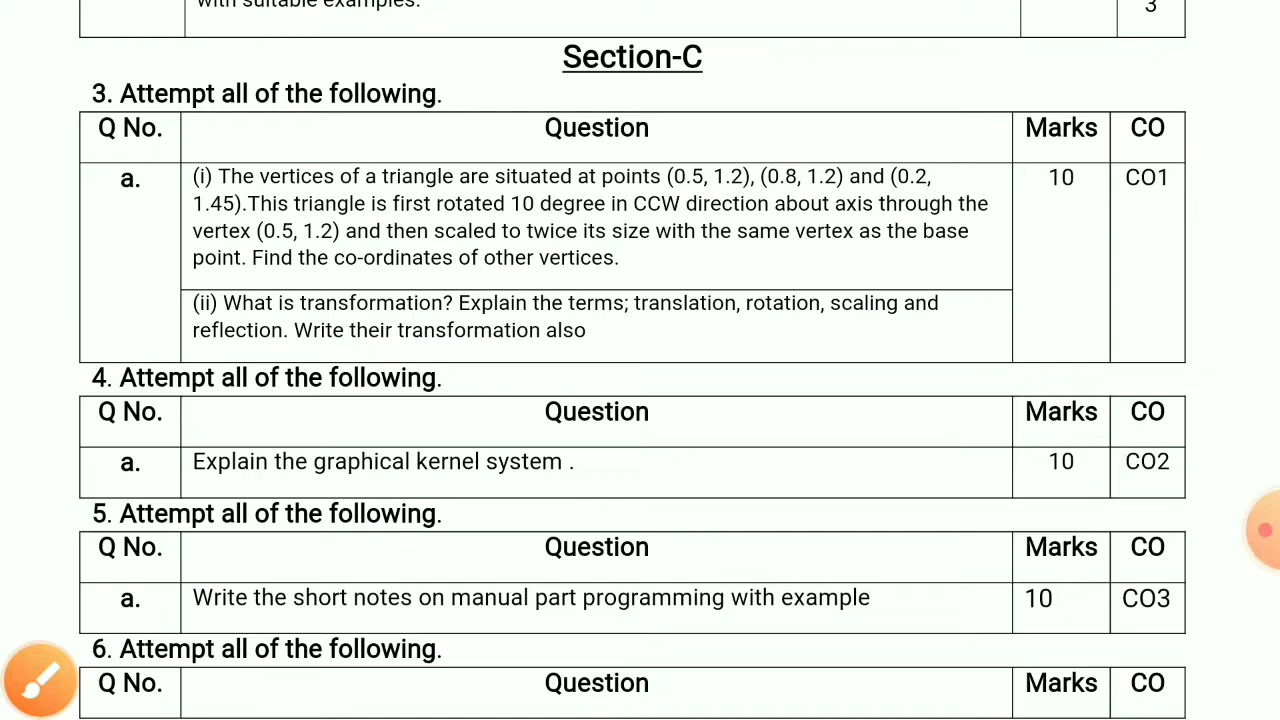 with suitable examples.
3
Section-C
3. Attempt all of the following.
Q No. Question Marks CO
a. (i) The vertices of a triangle are situated at points (0.5, 1.2), (0.8, 1.2) and (0.2, 10 CO1
1.45).This triangle is first rotated 10 degree in CCW direction about axis through the
vertex (0.5, 1.2) and then scaled to twice its size with the same vertex as the base
point. Find the co-ordinates of other vertices.
(ii) What is transformation? Explain the terms; translation, rotation, scaling and
reflection. Write their transformation also
4. Attempt all of the following.
Q No. Question Marks CO
a. Explain the graphical kernel system . 10 CO2
5. Attempt all of the following.
Q No. Question Marks CO
a. Write the short notes on manual part programming with example 10 CO3
6. Attempt all of the following.
Q No. Question Marks CO